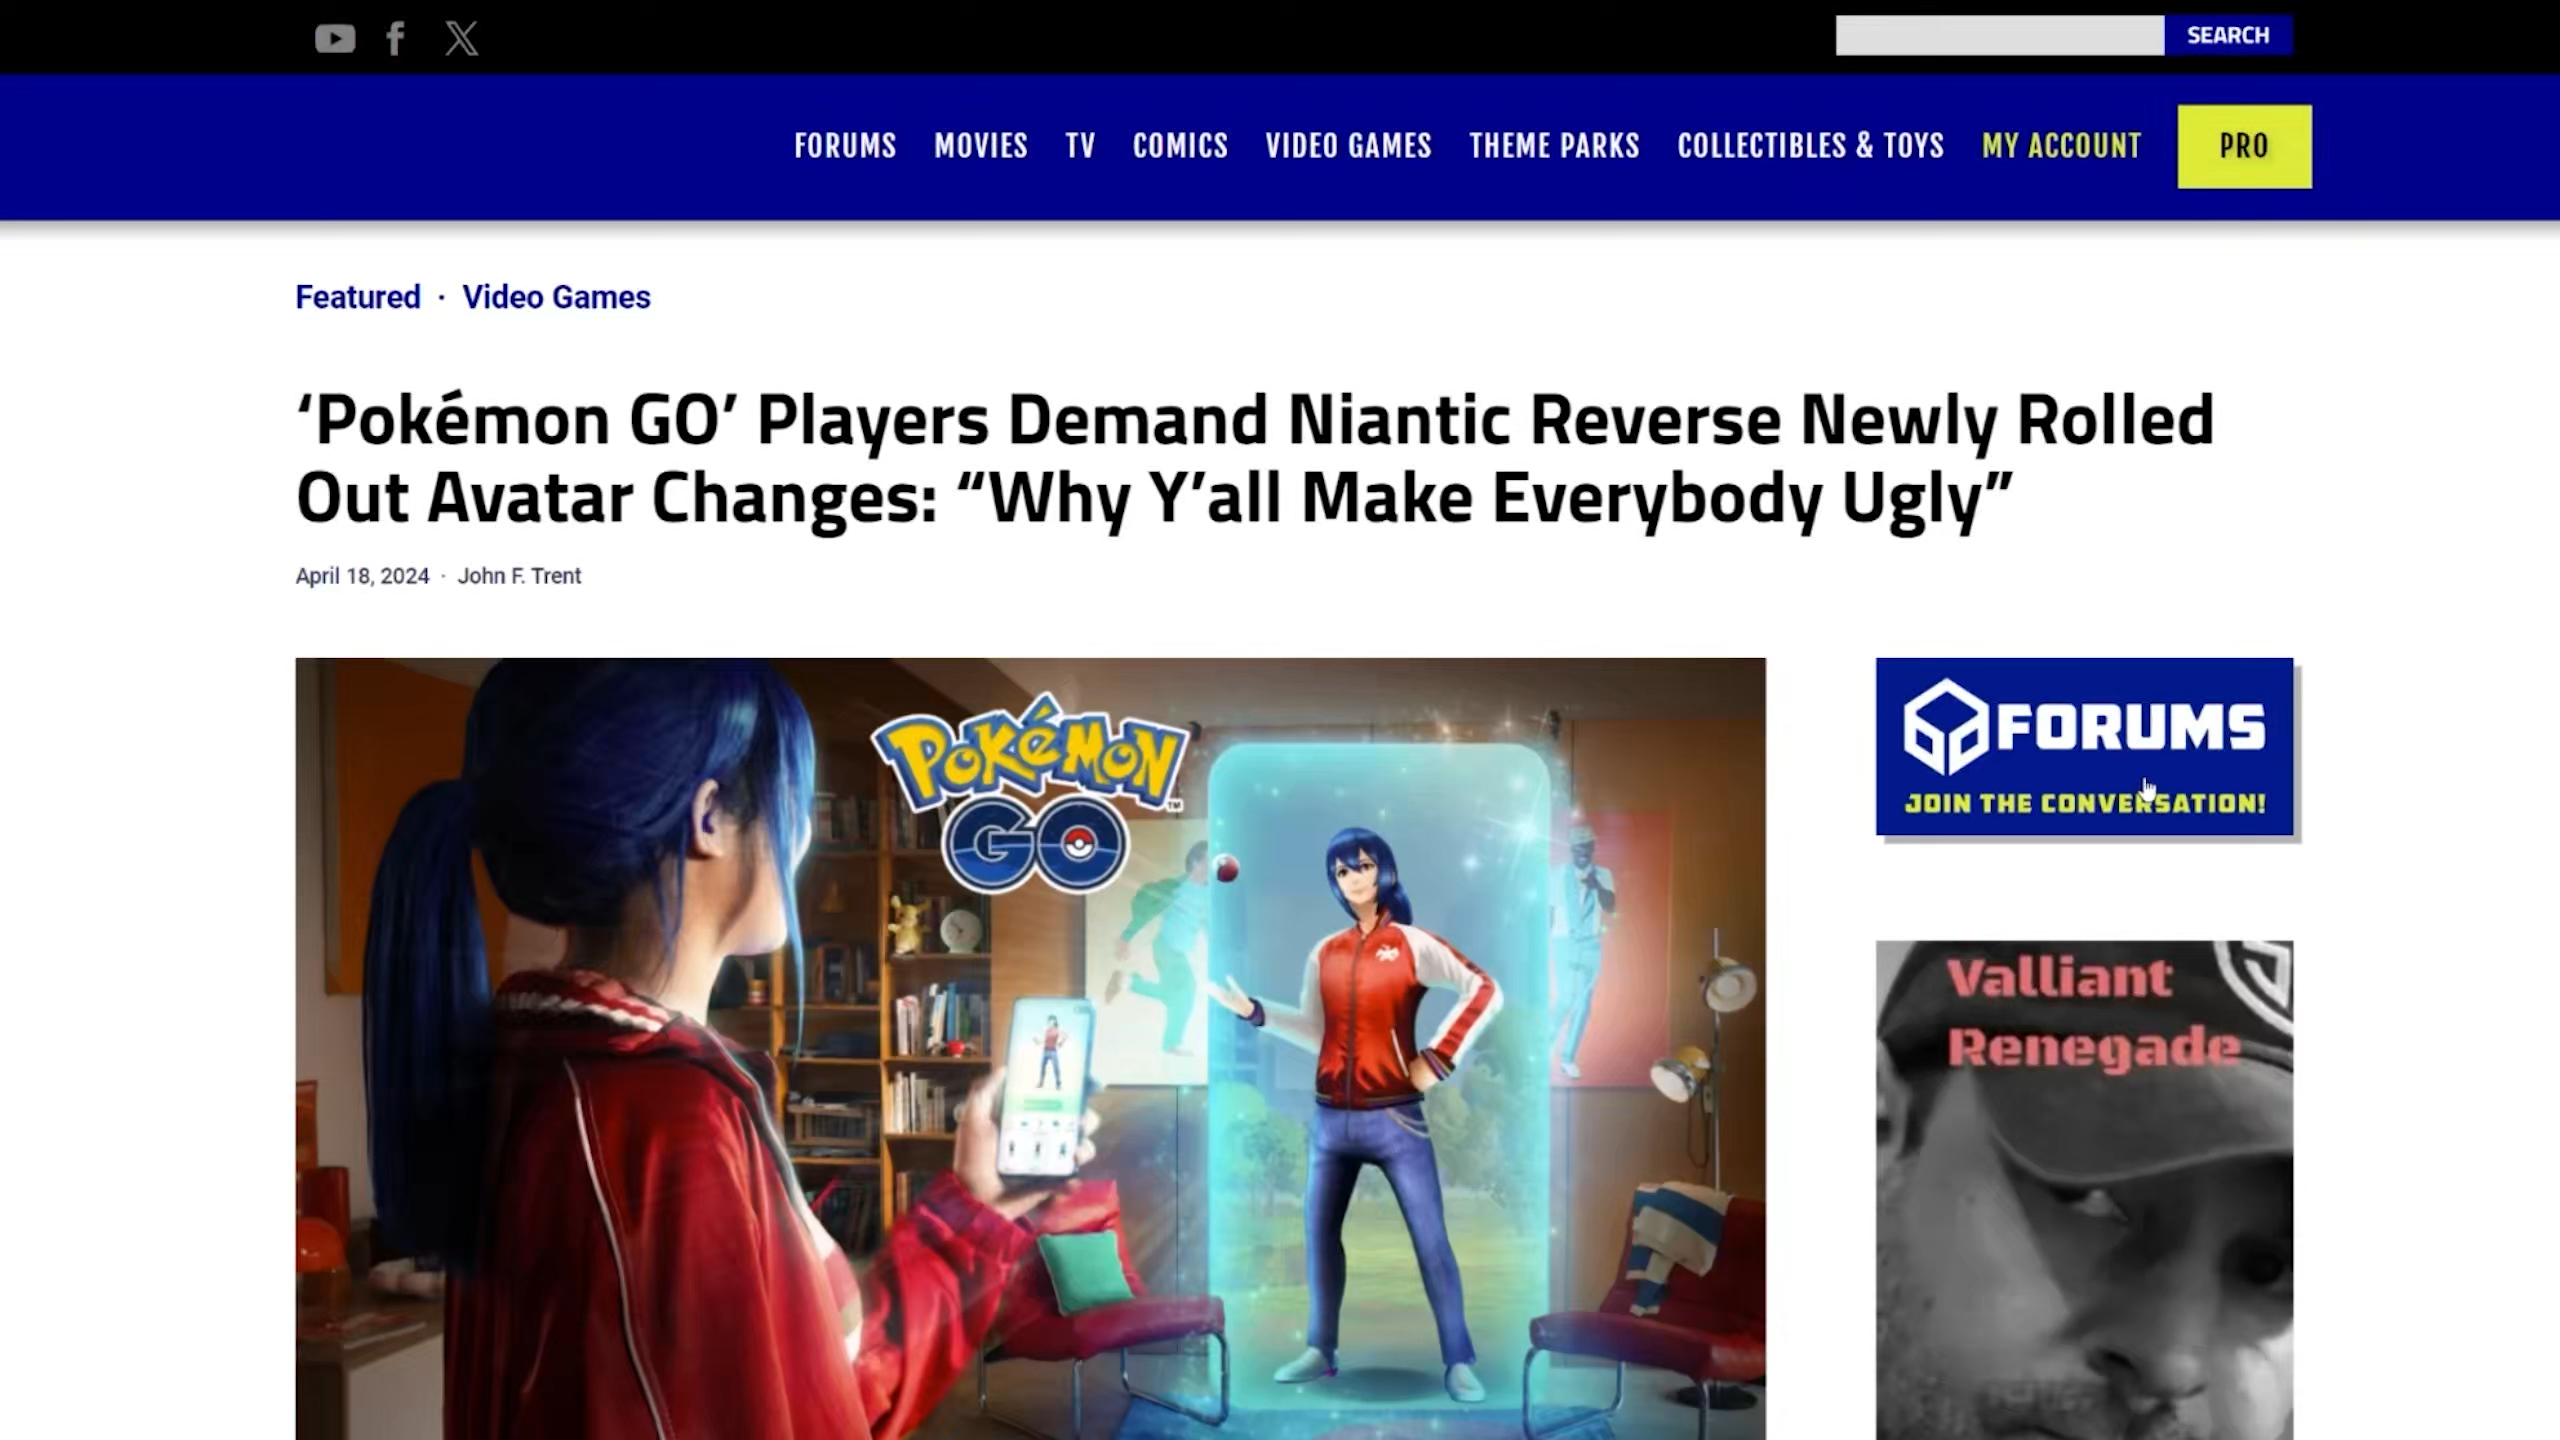 SEARCH
FORUMS MOVIES TV COMICS VIDEO GAMES THEME PARKS COLLECTIBLES & TOYS MY ACCOUNT PRO
Featured · Video Games
‘Pokémon GO’ Players Demand Niantic Reverse Newly Rolled
Out Avatar Changes: “Why Y’all Make Everybody Ugly”
April 18, 2024 · John F. Trent
POKéMON
GO
FORUMS
JOIN THE CONVERSATION!
Valliant
Renegade